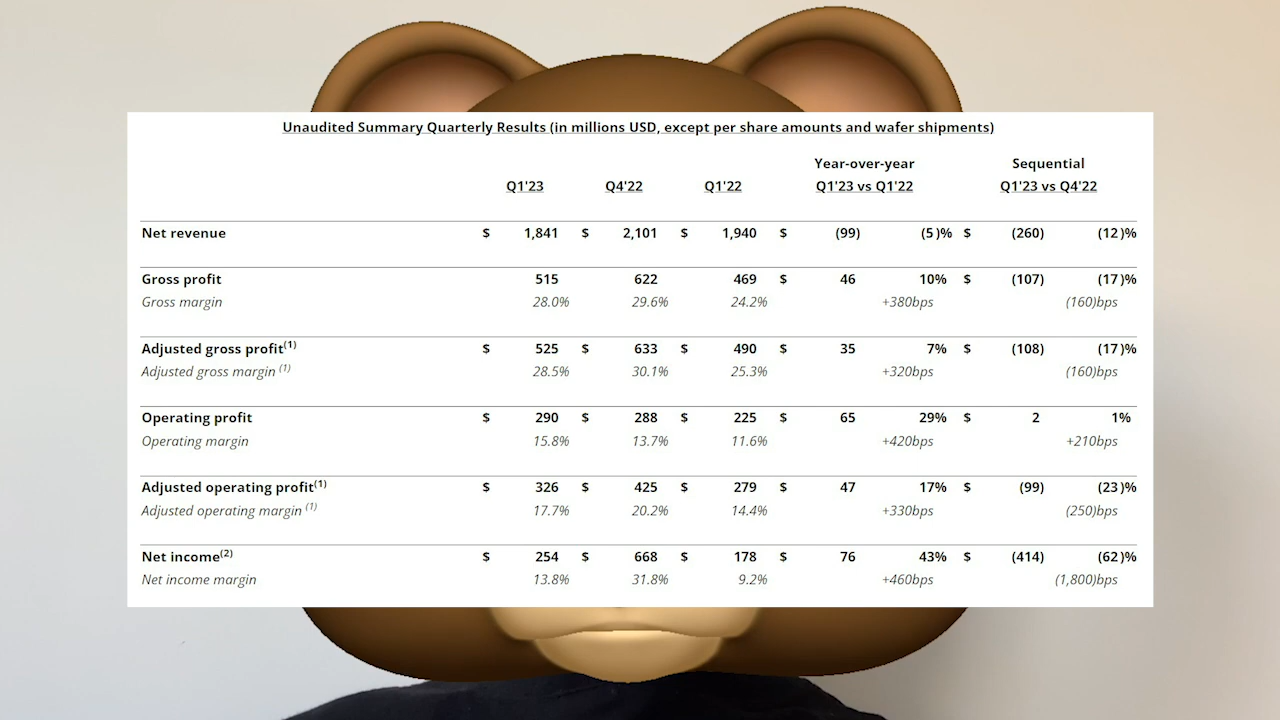 Unaudited Summary Quarterly Results (in millions USD, except per share amounts and wafer shipments)
Year-over-year Sequential
Q1'23 Q4'22 Q1'22 Q1'23 vs Q1'22 Q1'23 vs Q4'22
Net revenue $ 1,841 $ 2,101 $ 1,940 $ (99) (5)% $ (260) (12)%
Gross profit 515 622 469 $ 46 10% $ (107) (17)%
Gross margin 28.0% 29.6% 24.2% +380bps (160)bps
Adjusted gross profit(1) $ 525 $ 633 $ 490 $ 35 7% $ (108) (17)%
Adjusted gross margin (1) 28.5% 30.1% 25.3% +320bps (160)bps
Operating profit $ 290 $ 288 $ 225 $ 65 29% $ 2 1%
Operating margin 15.8% 13.7% 11.6% +420bps +210bps
Adjusted operating profit(1) $ 326 $ 425 $ 279 $ 47 17% $ (99) (23)%
Adjusted operating margin (1) 17.7% 20.2% 14.4% +330bps (250)bps
Net income(2) $ 254 $ 668 $ 178 $ 76 43% $ (414) (62)%
Net income margin 13.8% 31.8% 9.2% +460bps (1,800)bps